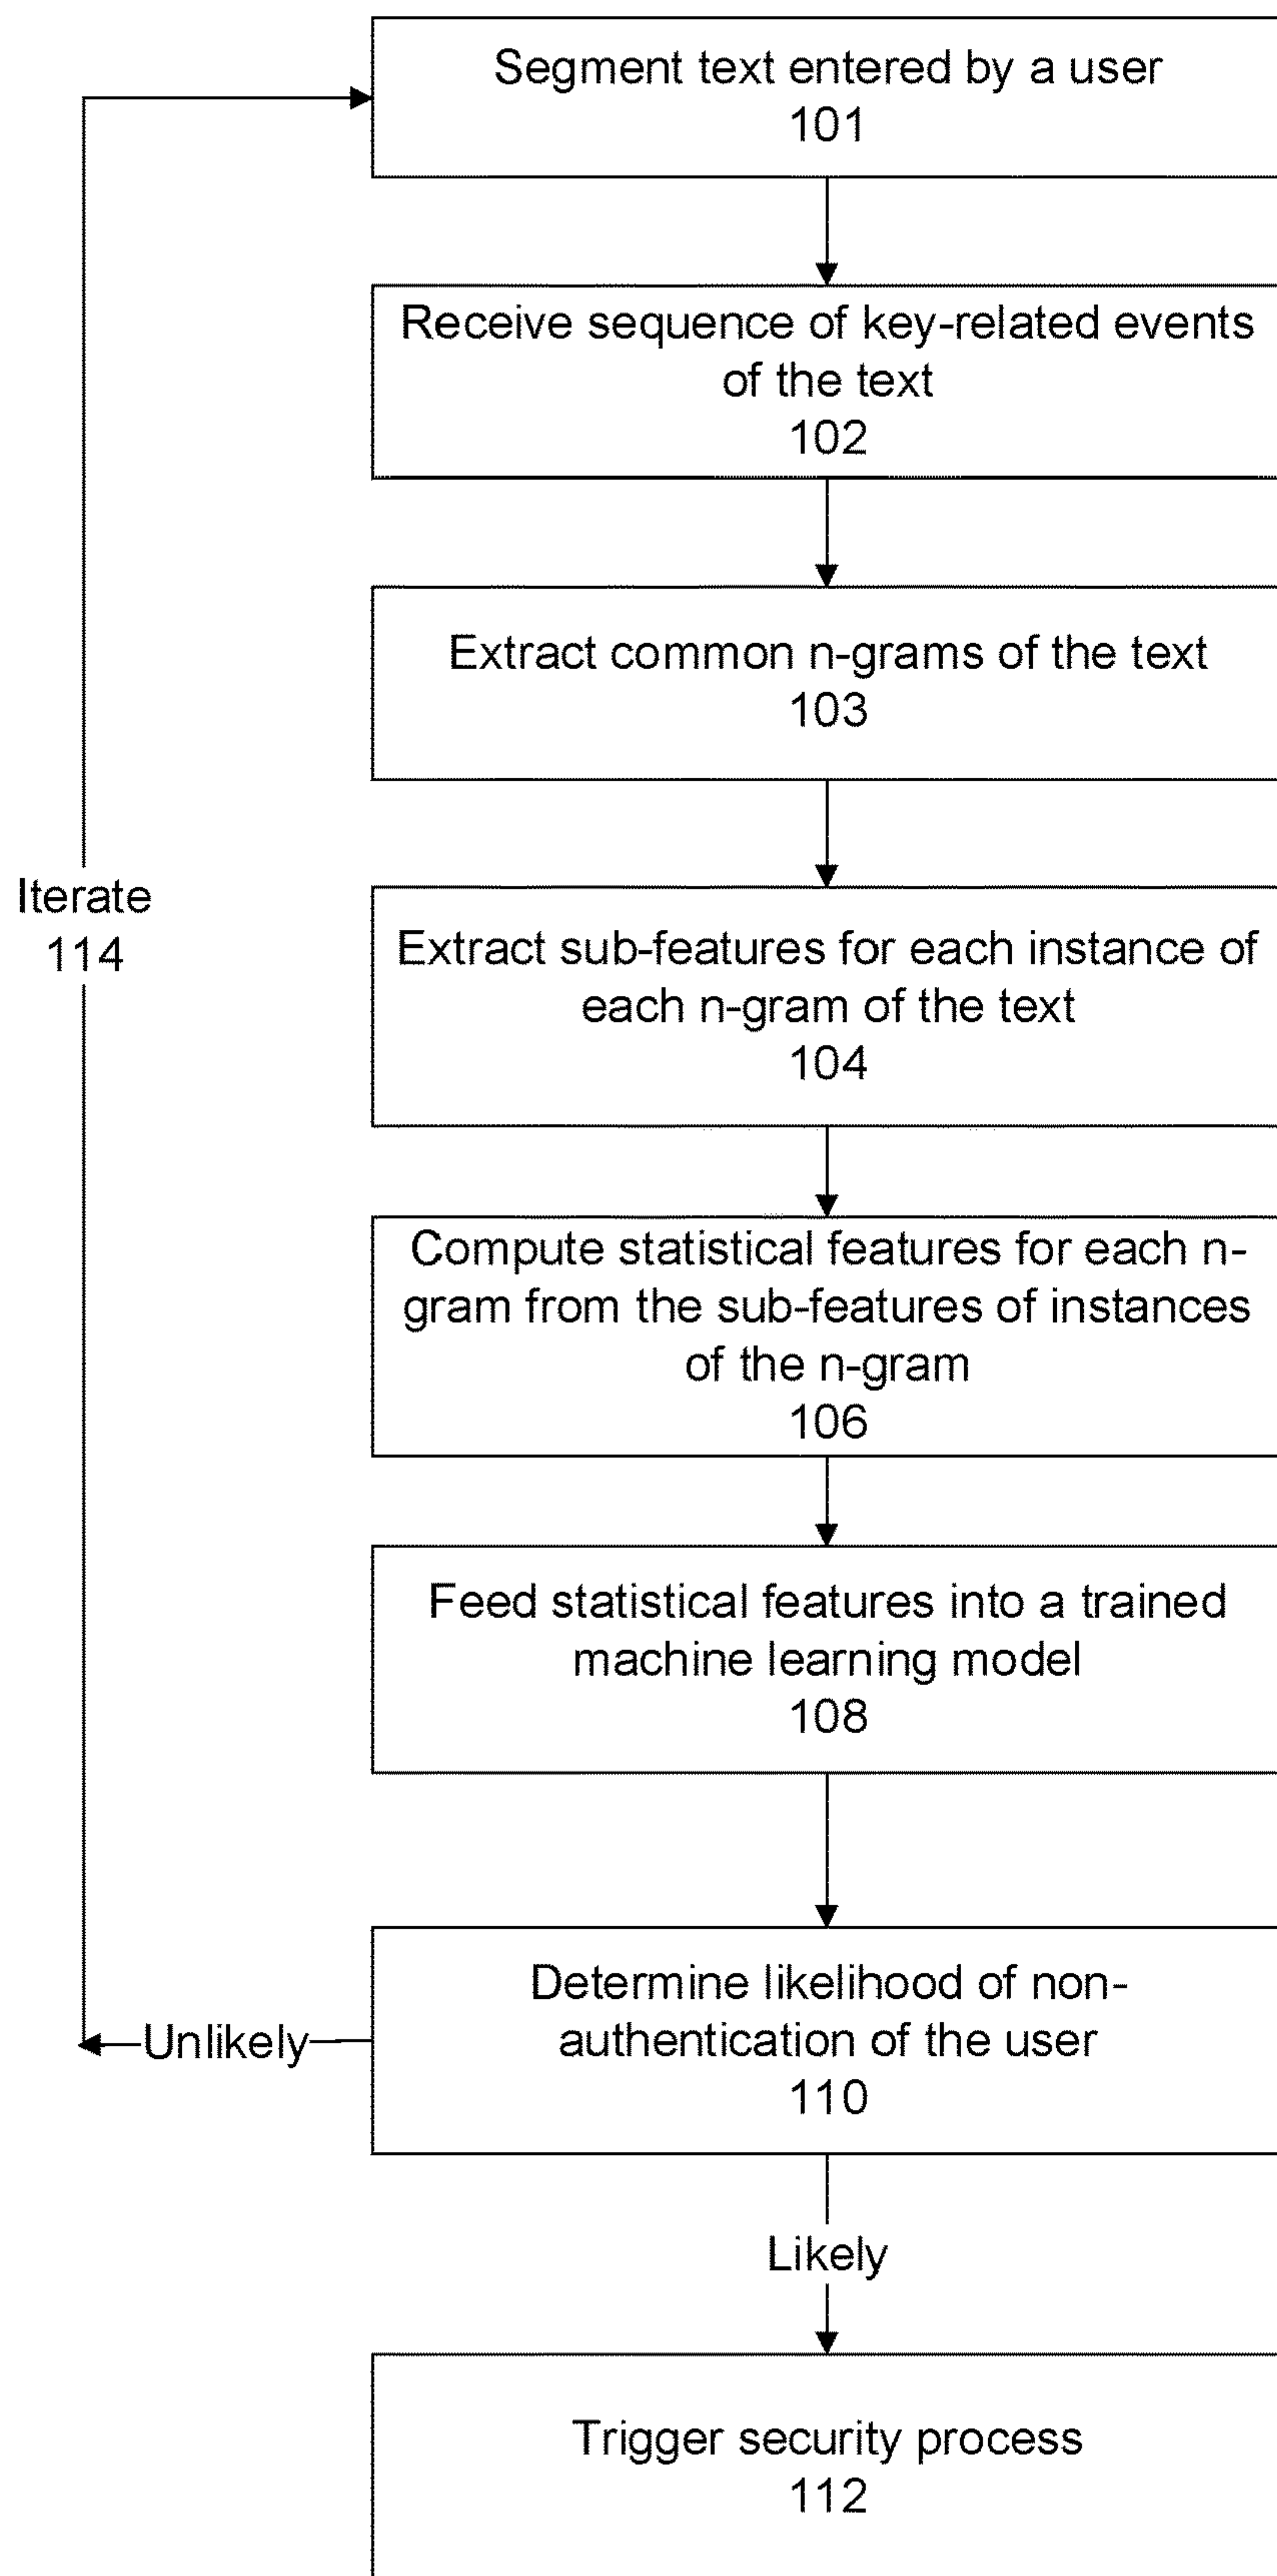 Segment text entered by a user
101
Receive sequence of key-related events
of the text
102
Extract common n-grams of the text
103
Iterate
114
Extract sub-features for each instance of
each n-gram of the text
104
Compute statistical features for each n-
gram from the sub-features of instances
of the n-gram
106
Feed statistical features into a trained
machine learning model
108
Determine likelihood of non-
authentication of the user
110
Unlikely
Likely
Trigger security process
112